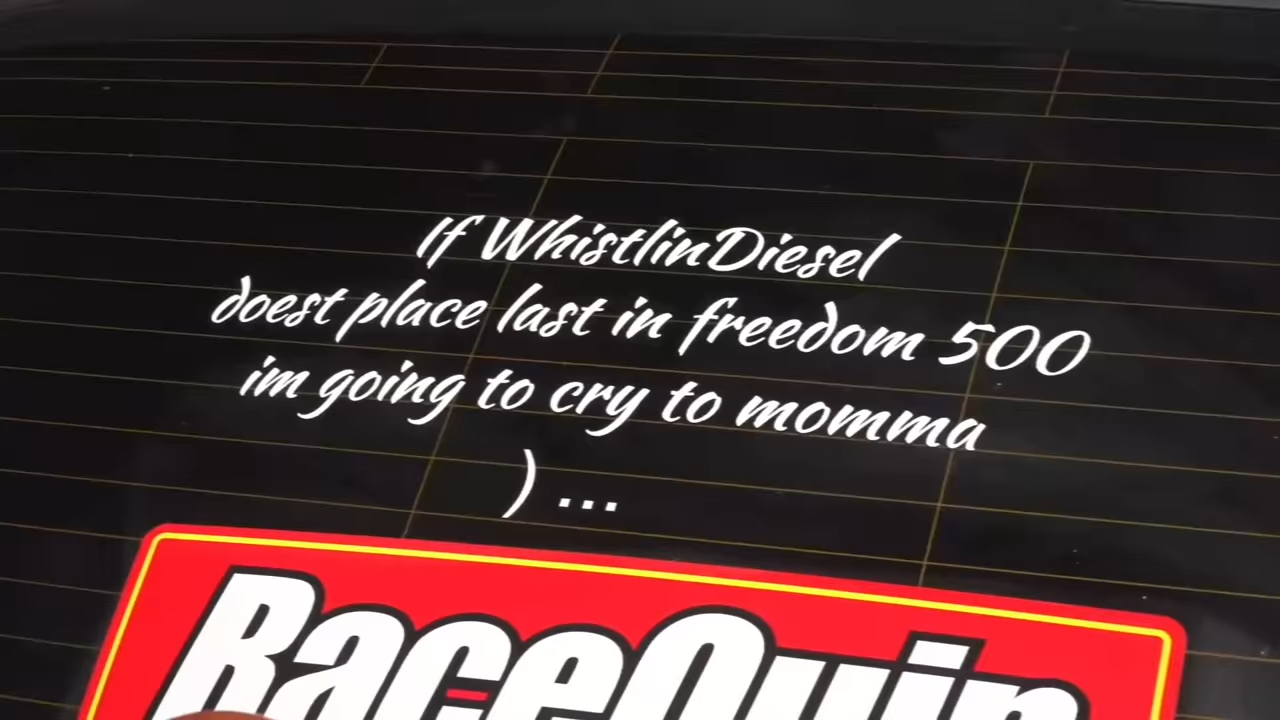 If WhistlinDiesel
doest place last in freedom 500
im going to cry to momma
) ...
RaceQuip